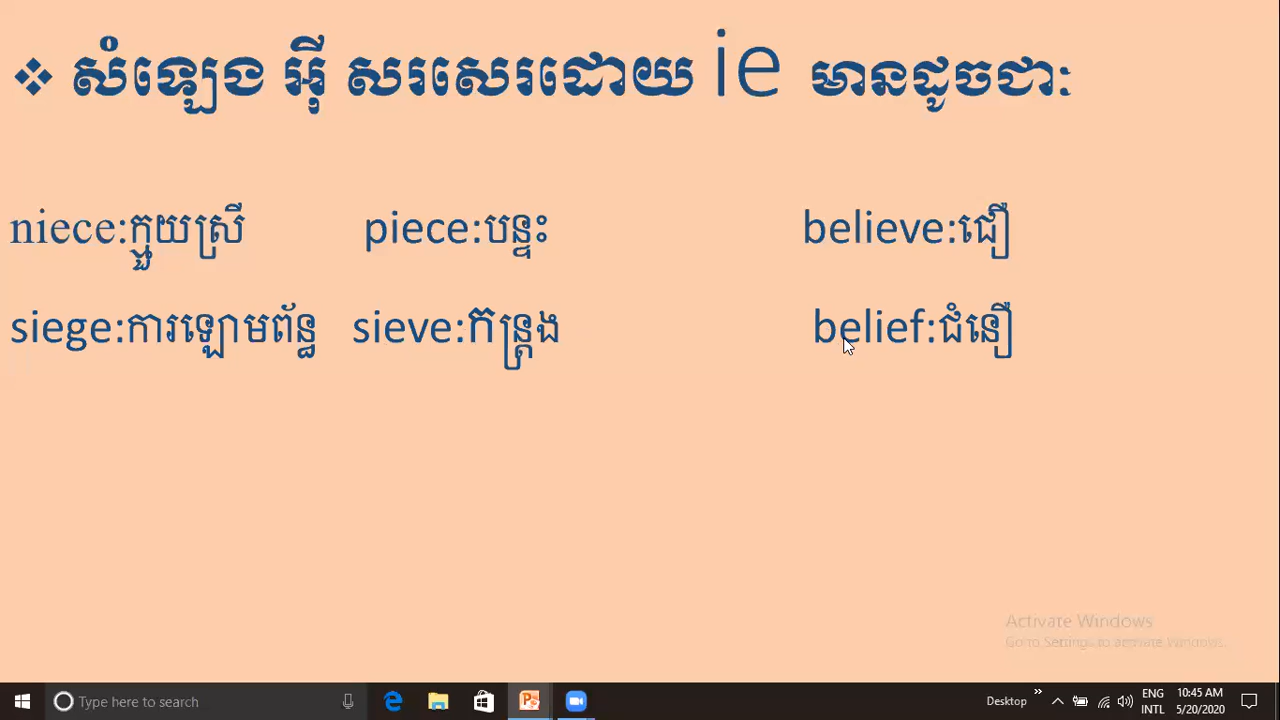 ❖ សំឡេង អ៊ី សរសេរដោយ ie មានដូចជាៈ
niece:ក្មួយស្រី piece:បន្ទះ believe:ជឿ
siege:ការឡោមព័ន្ធ sieve:កន្ត្រង belief:ជំនឿ
Activate Windows
Go to Settings to activate Windows.
Type here to search
Desktop
ENG 10:45 AM
INTL 5/20/2020